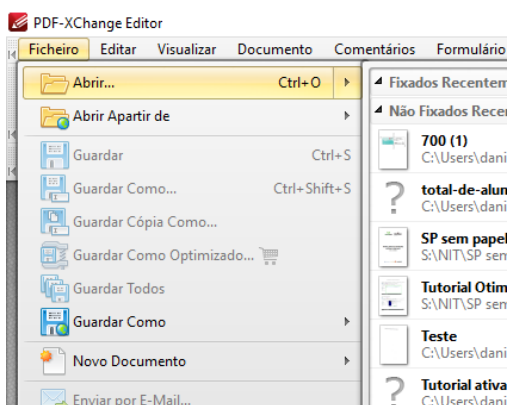 PDF-XChange Editor
Ficheiro Editar Visualizar Documento Comentários Formulário
Abrir... Ctrl+O
Abrir Apartir de
Guardar Ctrl+S
Guardar Como... Ctrl+Shift+S
Guardar Cópia Como...
Guardar Como Optimizado...
Guardar Todos
Guardar Como
Novo Documento
Enviar por E-Mail...
Fixados Recentem
Não Fixados Rece
700 (1)
C:\Users\dani
total-de-alun
C:\Users\dani
SP sem papel
S:\NIT\SP sem
Tutorial Otim
S:\NIT\SP sem
Teste
C:\Users\dani
Tutorial ativa
C:\Users\dani